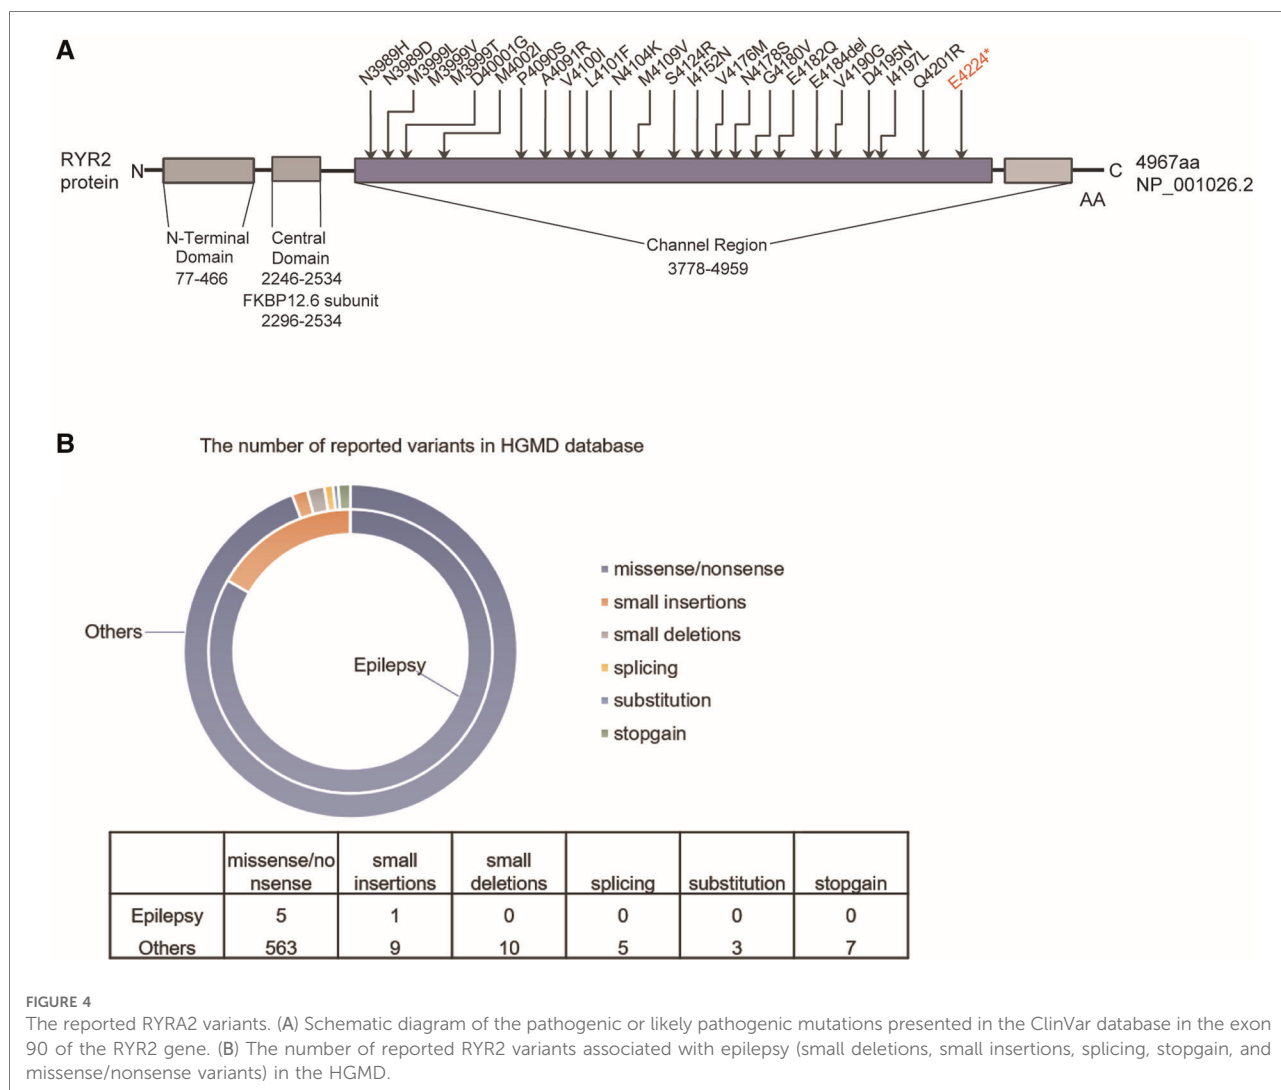 A
N3989H
N3989D
M3999L
M3999V
M3999T
D40001G
M4002I
P4090S
A4091R
V4100I
L4101F
N4104K
M4109V
S4124R
I4152N
V4176M
N4178S
G4180V
E4182Q
E4184del
V4190G
D4195N
I4197L
Q4201R
E4224*
RYR2
protein
N
C
4967aa
NP_001026.2
AA
N-Terminal
Domain
77-466
Central
Domain
2246-2534
FKBP12.6 subunit
2296-2534
Channel Region
3778-4959
B
The number of reported variants in HGMD database
Others
Epilepsy
missense/nonsense
small insertions
small deletions
splicing
substitution
stopgain
missense/no
nsense
small
insertions
small
deletions
splicing
substitution
stopgain
Epilepsy 5 1 0 0 0 0
Others 563 9 10 5 3 7
FIGURE 4
The reported RYRA2 variants. (A) Schematic diagram of the pathogenic or likely pathogenic mutations presented in the ClinVar database in the exon
90 of the RYR2 gene. (B) The number of reported RYR2 variants associated with epilepsy (small deletions, small insertions, splicing, stopgain, and
missense/nonsense variants) in the HGMD.